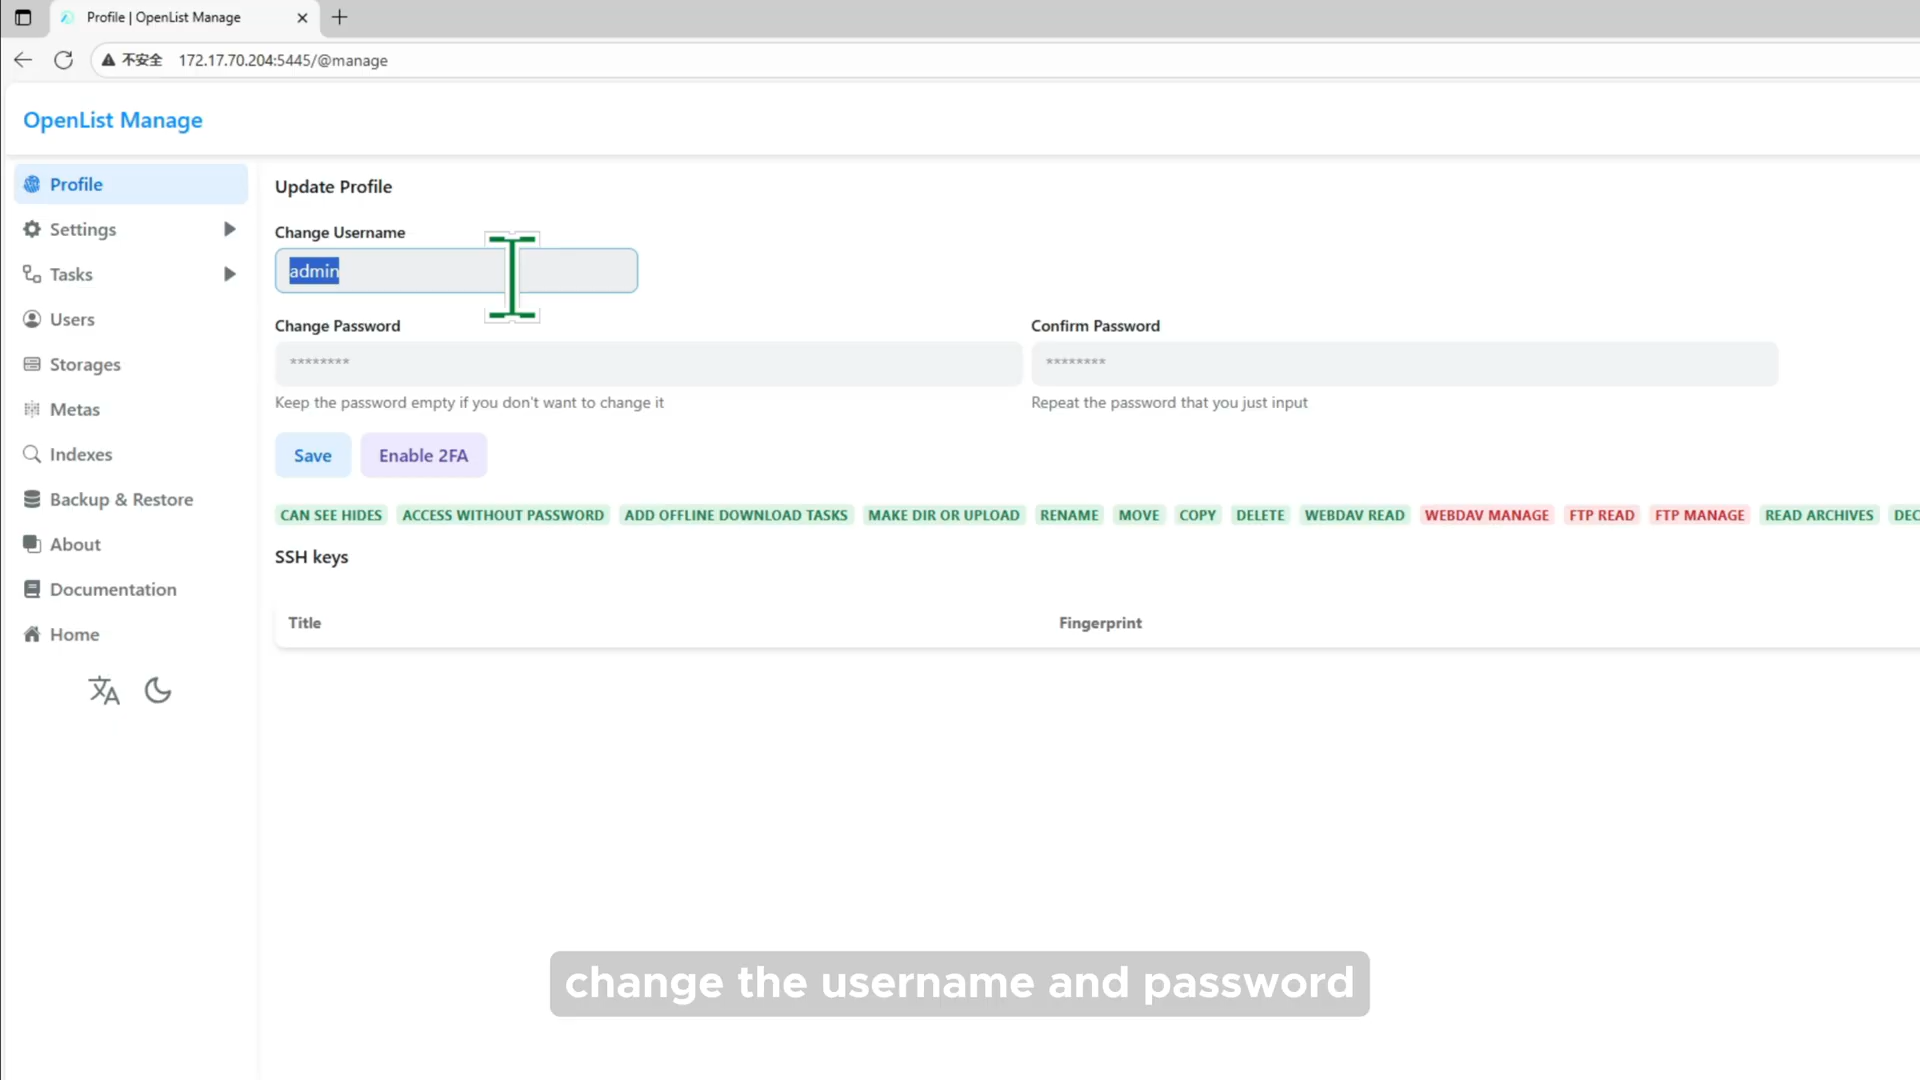 Profile | OpenList Manage
不安全 172.17.70.204:5445/@manage
OpenList Manage
Profile
Settings
Tasks
Users
Storages
Metas
Indexes
Backup & Restore
About
Documentation
Home
Update Profile
Change Username
admin
Change Password
Confirm Password
********
********
Keep the password empty if you don't want to change it
Repeat the password that you just input
Save
Enable 2FA
CAN SEE HIDES ACCESS WITHOUT PASSWORD ADD OFFLINE DOWNLOAD TASKS MAKE DIR OR UPLOAD RENAME MOVE COPY DELETE WEBDAV READ WEBDAV MANAGE FTP READ FTP MANAGE READ ARCHIVES DEC
SSH keys
Title Fingerprint
change the username and password